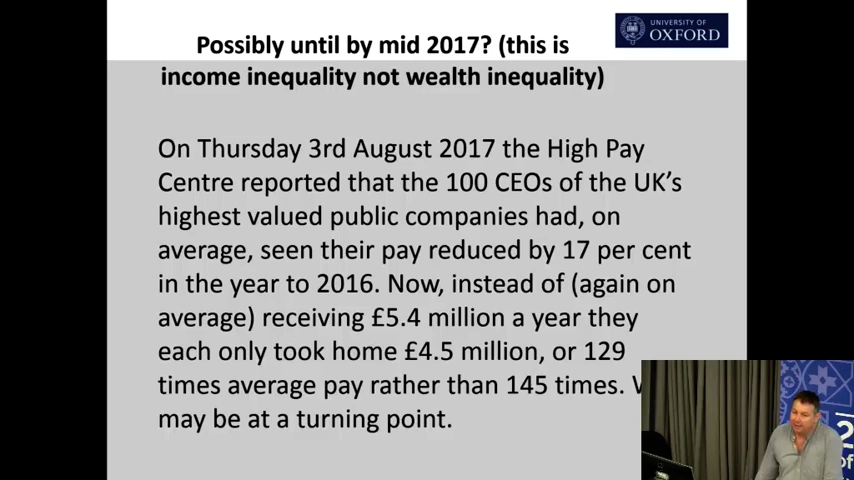 Possibly until by mid 2017? (this is
income inequality not wealth inequality)
UNIVERSITY OF
OXFORD
On Thursday 3rd August 2017 the High Pay
Centre reported that the 100 CEOs of the UK's
highest valued public companies had, on
average, seen their pay reduced by 17 per cent
in the year to 2016. Now, instead of (again on
average) receiving £5.4 million a year they
each only took home £4.5 million, or 129
times average pay rather than 145 times.
may be at a turning point.
2
of